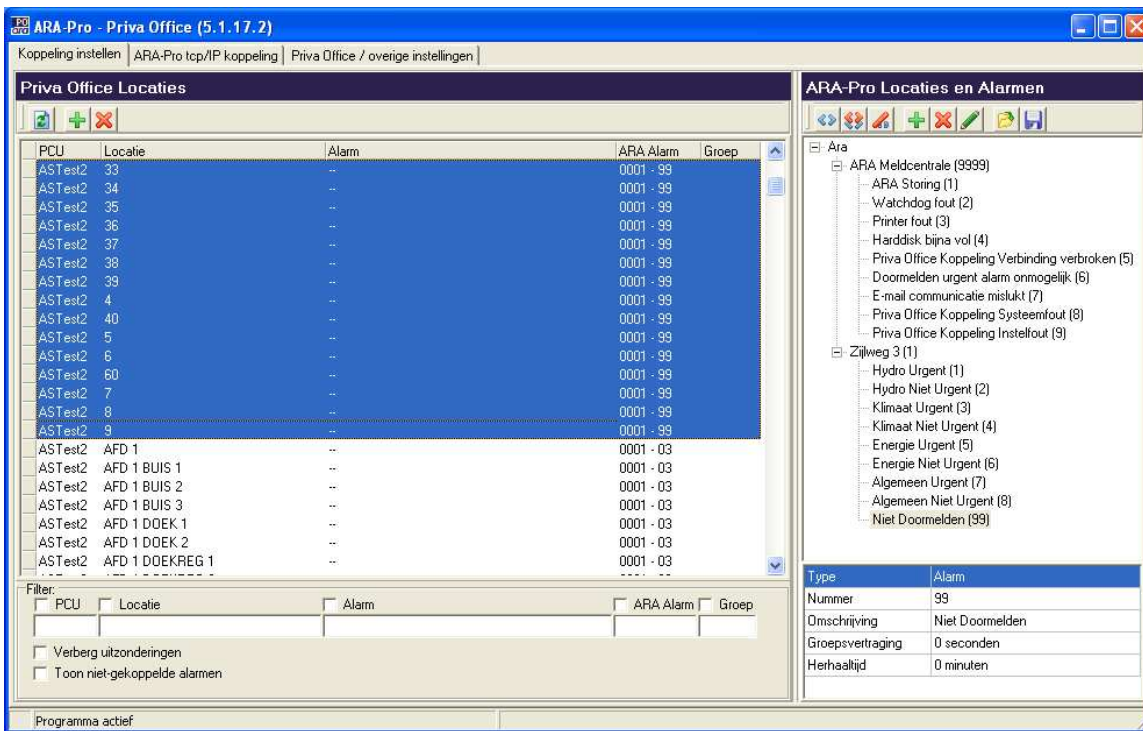 PO ara ARA-Pro - Priva Office (5.1.17.2)
Koppeling instellen ARA-Pro tcp/IP koppeling Priva Office / overige instellingen
Priva Office Locaties
PCU Locatie Alarm ARA Alarm Groep
ASTest2 33 -- 0001 - 99
ASTest2 34 -- 0001 - 99
ASTest2 35 -- 0001 - 99
ASTest2 36 -- 0001 - 99
ASTest2 37 -- 0001 - 99
ASTest2 38 -- 0001 - 99
ASTest2 39 -- 0001 - 99
ASTest2 4 -- 0001 - 99
ASTest2 40 -- 0001 - 99
ASTest2 5 -- 0001 - 99
ASTest2 6 -- 0001 - 99
ASTest2 60 -- 0001 - 99
ASTest2 7 -- 0001 - 99
ASTest2 8 -- 0001 - 99
ASTest2 9 -- 0001 - 99
ASTest2 AFD 1 -- 0001 - 03
ASTest2 AFD 1 BUIS 1 -- 0001 - 03
ASTest2 AFD 1 BUIS 2 -- 0001 - 03
ASTest2 AFD 1 BUIS 3 -- 0001 - 03
ASTest2 AFD 1 DOEK 1 -- 0001 - 03
ASTest2 AFD 1 DOEK 2 -- 0001 - 03
ASTest2 AFD 1 DOEKREG 1 -- 0001 - 03
Filter:
PCU Locatie Alarm ARA Alarm Groep
Verberg uitzonderingen
Toon niet-gekoppelde alarmen
Programma actief
ARA-Pro Locaties en Alarmen
Ara
ARA Meldcentrale (9999)
ARA Storing (1)
Watchdog fout (2)
Printer fout (3)
Harddisk bijna vol (4)
Priva Office Koppeling Verbinding verbroken (5)
Doormelden urgent alarm onmogelijk (6)
E-mail communicatie mislukt (7)
Priva Office Koppeling Systeemfout (8)
Priva Office Koppeling Instelfout (9)
Zijlweg 3 (1)
Hydro Urgent (1)
Hydro Niet Urgent (2)
Klimaat Urgent (3)
Klimaat Niet Urgent (4)
Energie Urgent (5)
Energie Niet Urgent (6)
Algemeen Urgent (7)
Algemeen Niet Urgent (8)
Niet Doormelden (99)
Type Alarm
Nummer 99
Omschrijving Niet Doormelden
Groepsvertraging 0 seconden
Herhaaltijd 0 minuten